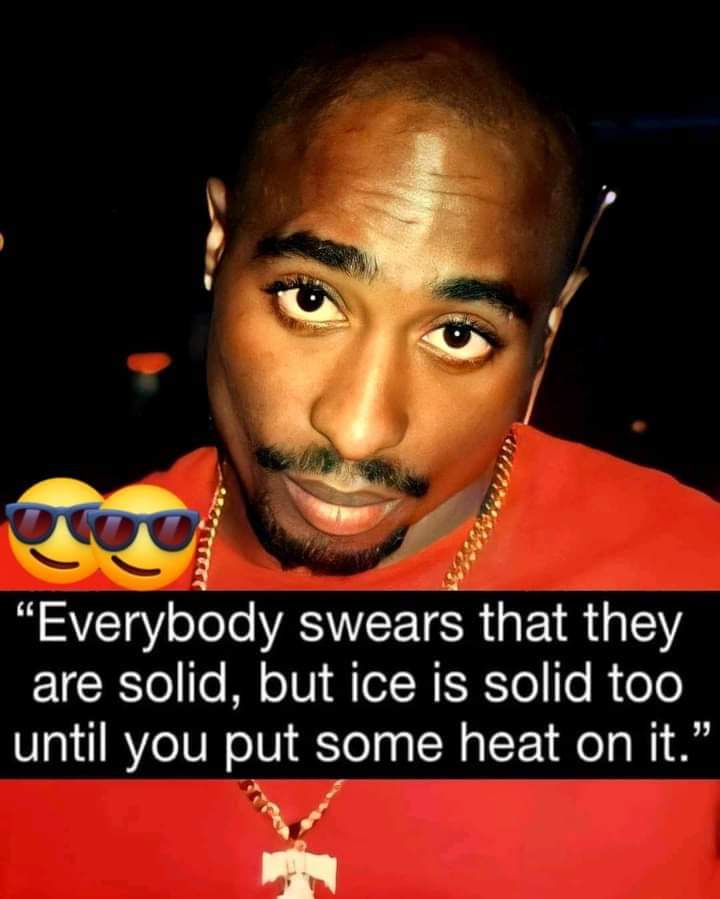 “Everybody swears that they
are solid, but ice is solid too
until you put some heat on it.”